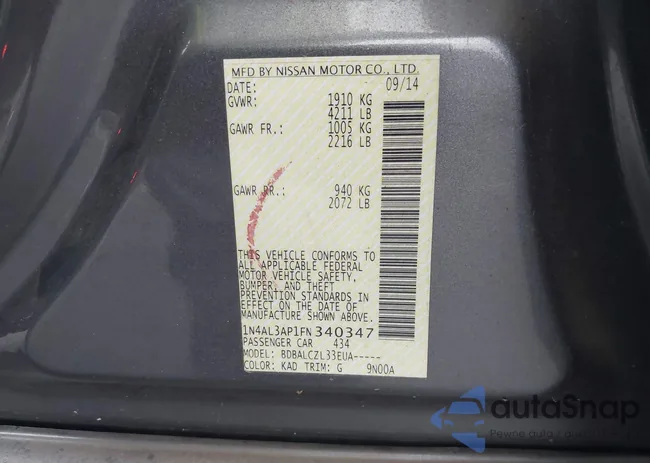 MFD BY NISSAN MOTOR CO., LTD.
DATE: 09/14
GVWR: 1910 KG
4211 LB
GAWR FR.: 1005 KG
2216 LB
GAWR RR.: 940 KG
2072 LB
THIS VEHICLE CONFORMS TO
ALL APPLICABLE FEDERAL
MOTOR VEHICLE SAFETY,
BUMPER, AND THEFT
PREVENTION STANDARDS IN
EFFECT ON THE DATE OF
MANUFACTURE SHOWN ABOVE.
1N4AL3AP1FN340347
PASSENGER CAR 434
MODEL: BDBALCZL33EUA-----
COLOR: KAD TRIM: G 9N00A
autoSnap
Pewne auto z